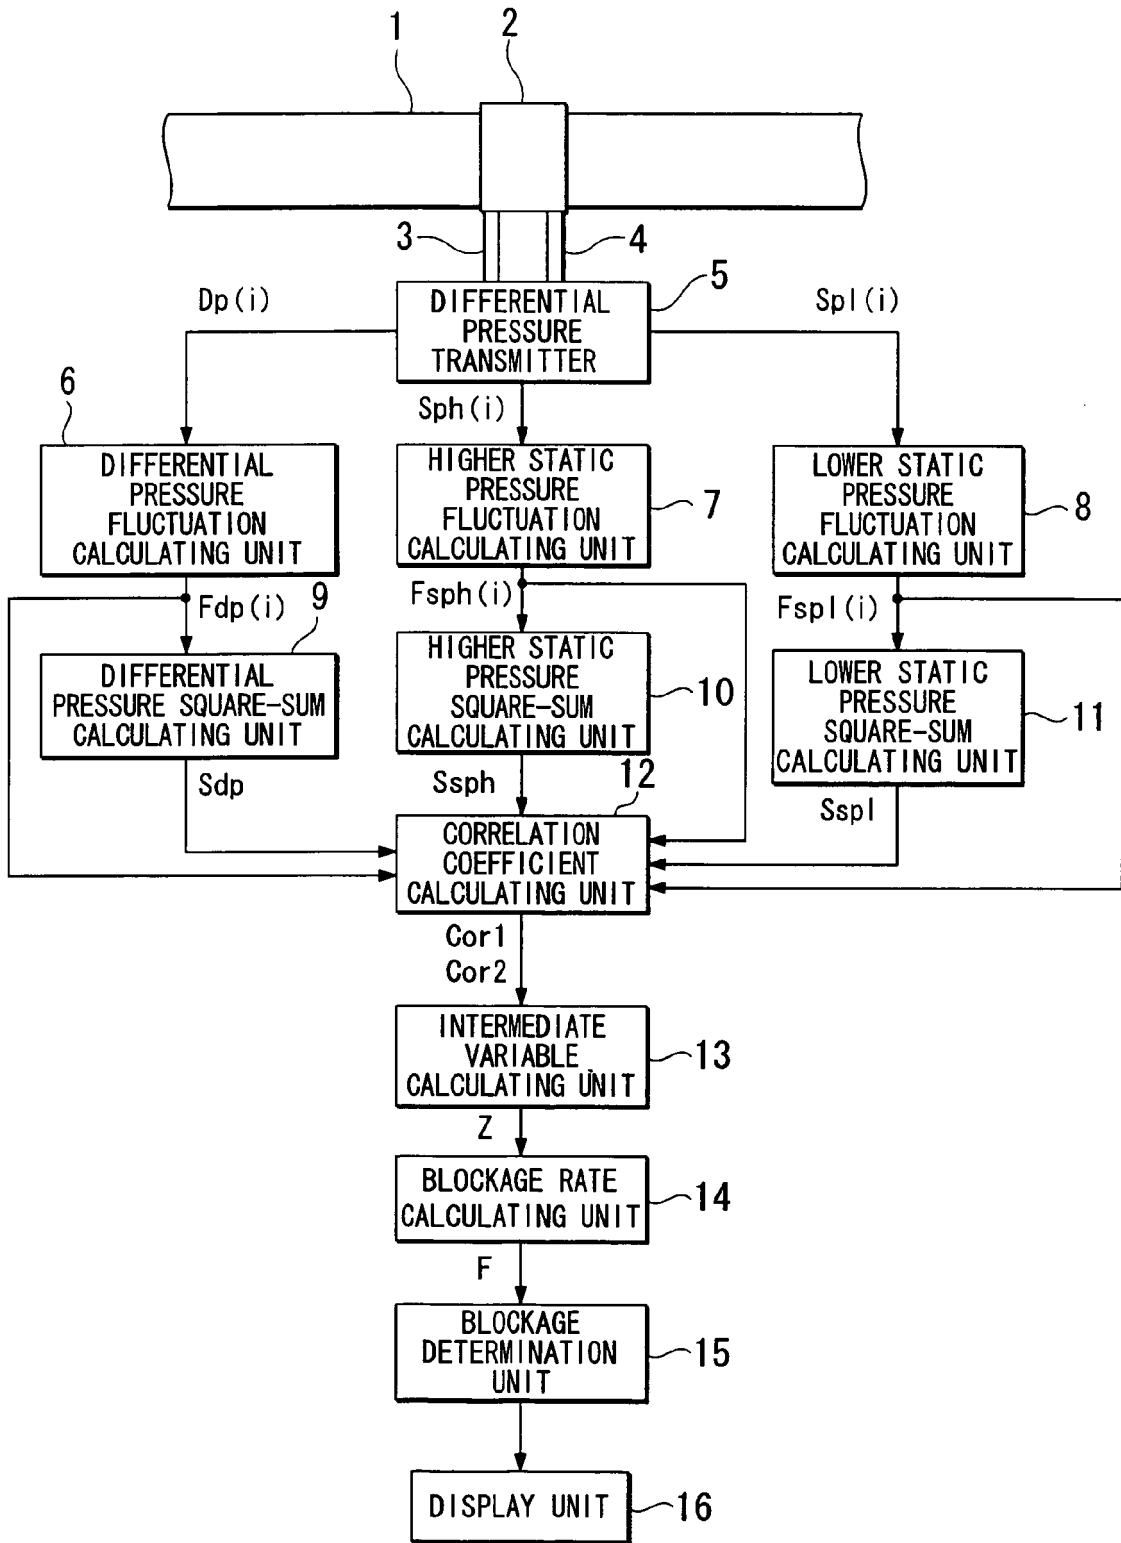 1
2
3
4
5
DIFFERENTIAL
PRESSURE
TRANSMITTER
Dp(i)
Spl(i)
Sph(i)
6
DIFFERENTIAL
PRESSURE
FLUCTUATION
CALCULATING UNIT
HIGHER STATIC
PRESSURE
FLUCTUATION
CALCULATING UNIT
7
LOWER STATIC
PRESSURE
FLUCTUATION
CALCULATING UNIT
8
Fdp(i)
Fsph(i)
Fspl(i)
9
DIFFERENTIAL
PRESSURE SQUARE-SUM
CALCULATING UNIT
HIGHER STATIC
PRESSURE
SQUARE-SUM
CALCULATING UNIT
10
LOWER STATIC
PRESSURE
SQUARE-SUM
CALCULATING UNIT
11
Sdp
Ssph
Sspl
12
CORRELATION
COEFFICIENT
CALCULATING UNIT
Cor1
Cor2
INTERMEDIATE
VARIABLE
CALCULATING UNIT
13
Z
BLOCKAGE RATE
CALCULATING UNIT
14
F
BLOCKAGE
DETERMINATION
UNIT
15
DISPLAY UNIT
16